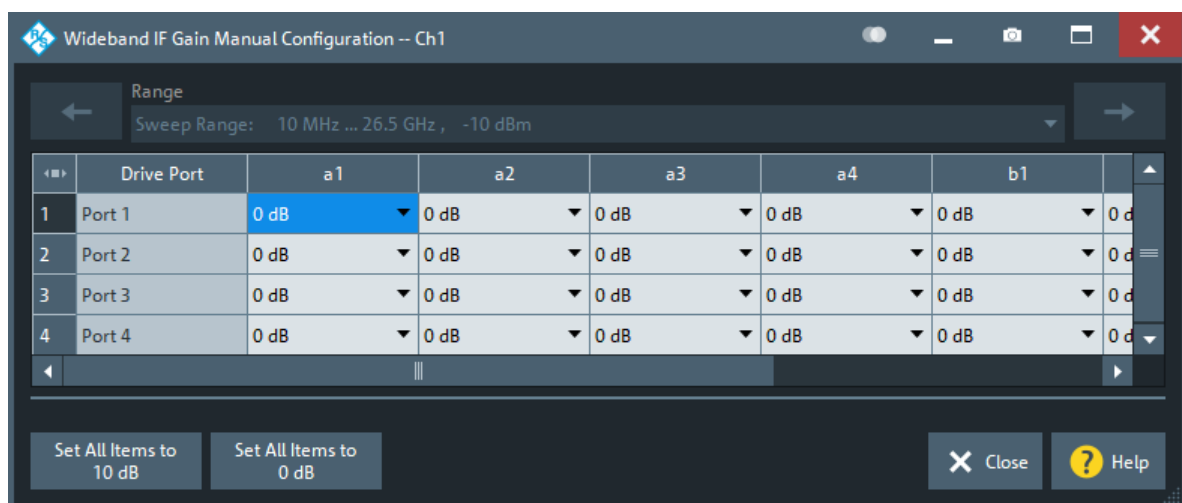 Wideband IF Gain Manual Configuration -- Ch1
Range
Sweep Range: 10 MHz ... 26.5 GHz , -10 dBm
Drive Port a1 a2 a3 a4 b1
1 Port 1 0 dB 0 dB 0 dB 0 dB 0 dB 0 d
2 Port 2 0 dB 0 dB 0 dB 0 dB 0 dB 0 d
3 Port 3 0 dB 0 dB 0 dB 0 dB 0 dB 0 d
4 Port 4 0 dB 0 dB 0 dB 0 dB 0 dB 0 d
Set All Items to
10 dB
Set All Items to
0 dB
Close
? Help